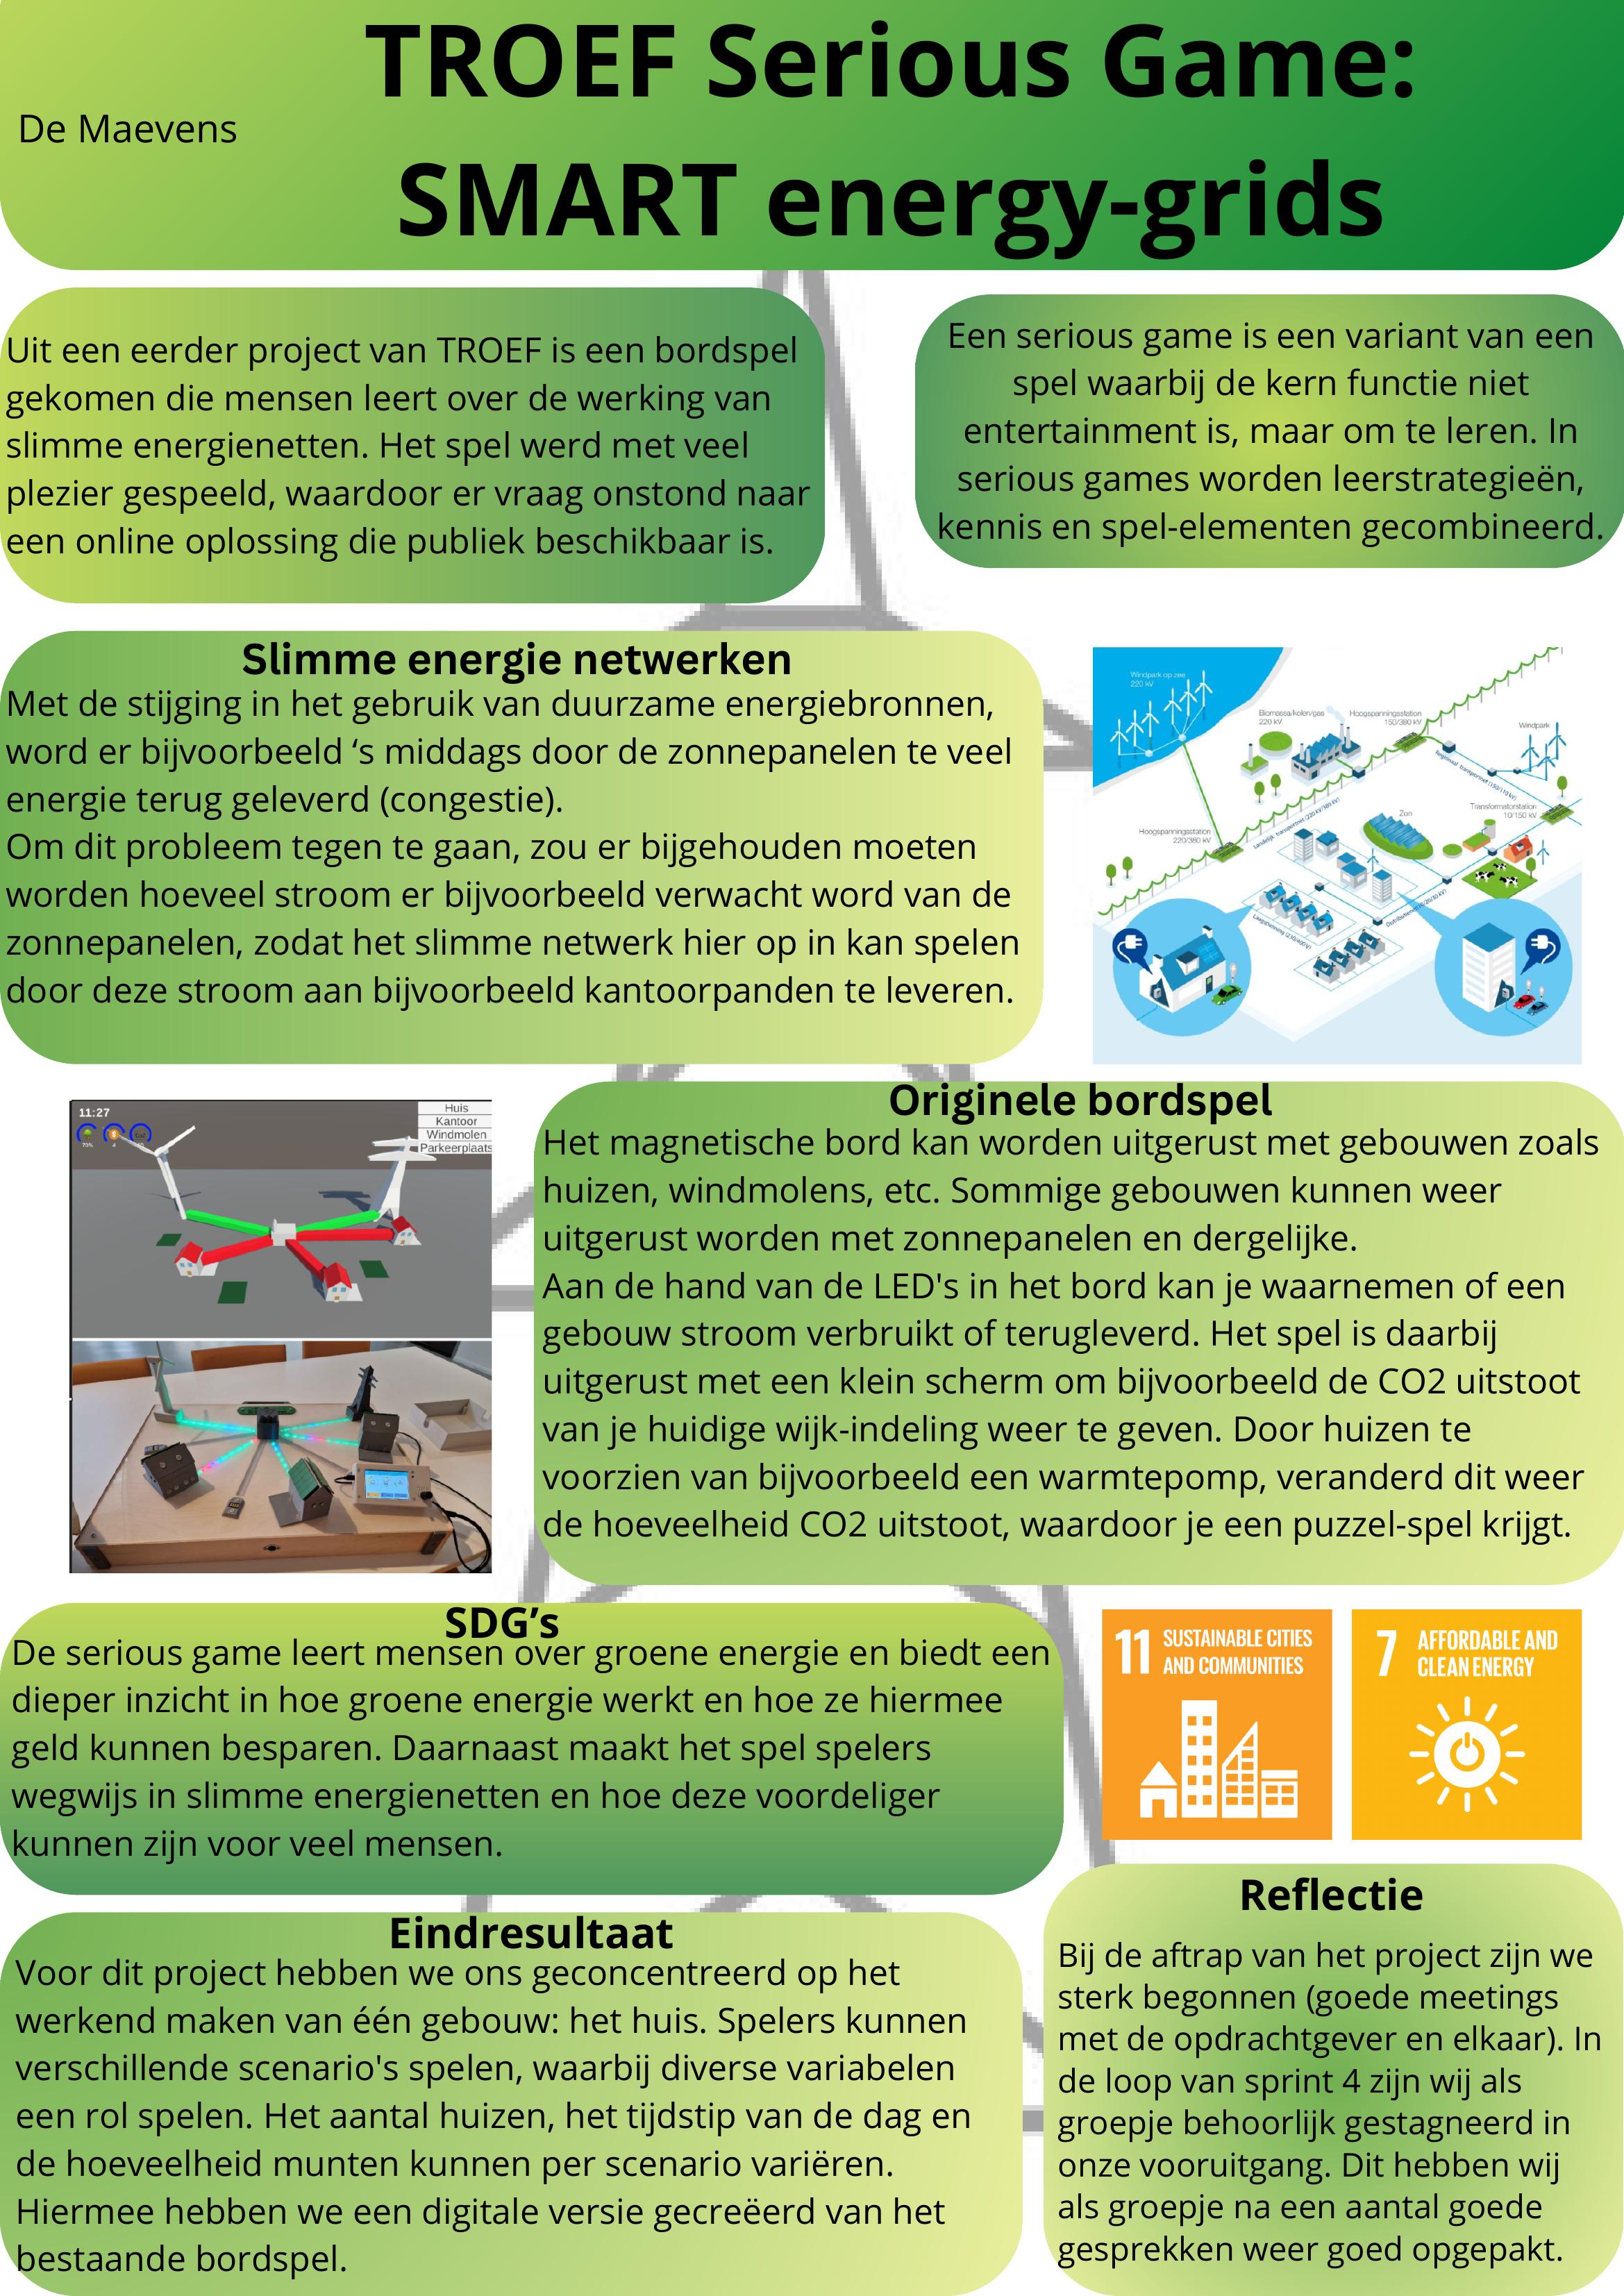 TROEF Serious Game:
De Maevens
SMART energy-grids
Uit een eerder project van TROEF is een bordspel
gekomen die mensen leert over de werking van
slimme energienetten. Het spel werd met veel
plezier gespeeld, waardoor er vraag onstond naar
een online oplossing die publiek beschikbaar is.
Een serious game is een variant van een
spel waarbij de kern functie niet
entertainment is, maar om te leren. In
serious games worden leerstrategieën,
kennis en spel-elementen gecombineerd.
Slimme energie netwerken
Met de stijging in het gebruik van duurzame energiebronnen,
word er bijvoorbeeld ‘s middags door de zonnepanelen te veel
energie terug geleverd (congestie).
Om dit probleem tegen te gaan, zou er bijgehouden moeten
worden hoeveel stroom er bijvoorbeeld verwacht word van de
zonnepanelen, zodat het slimme netwerk hier op in kan spelen
door deze stroom aan bijvoorbeeld kantoorpanden te leveren.
Windpark op zee
220 kV
Biomassa/kolen/gas
220 kV
Hoogspanningsstation
150/380 kV
Windpark
Regionaal transportnet (150/110 kV)
Transformatorstation
10/150 kV
Zon
Hoogspanningsstation
220/380 kV
Landelijk transportnet (220 kV/380 kV)
Laagspanning (230/400 V)
11:27
Huis
Kantoor
Windmolen
Parkeerplaats
70%
4
Originele bordspel
Het magnetische bord kan worden uitgerust met gebouwen zoals
huizen, windmolens, etc. Sommige gebouwen kunnen weer
uitgerust worden met zonnepanelen en dergelijke.
Aan de hand van de LED's in het bord kan je waarnemen of een
gebouw stroom verbruikt of terugleverd. Het spel is daarbij
uitgerust met een klein scherm om bijvoorbeeld de CO2 uitstoot
van je huidige wijk-indeling weer te geven. Door huizen te
voorzien van bijvoorbeeld een warmtepomp, veranderd dit weer
de hoeveelheid CO2 uitstoot, waardoor je een puzzel-spel krijgt.
SDG’s
De serious game leert mensen over groene energie en biedt een
dieper inzicht in hoe groene energie werkt en hoe ze hiermee
geld kunnen besparen. Daarnaast maakt het spel spelers
wegwijs in slimme energienetten en hoe deze voordeliger
kunnen zijn voor veel mensen.
11 SUSTAINABLE CITIES
AND COMMUNITIES
7 AFFORDABLE AND
CLEAN ENERGY
Eindresultaat
Voor dit project hebben we ons geconcentreerd op het
werkend maken van één gebouw: het huis. Spelers kunnen
verschillende scenario's spelen, waarbij diverse variabelen
een rol spelen. Het aantal huizen, het tijdstip van de dag en
de hoeveelheid munten kunnen per scenario variëren.
Hiermee hebben we een digitale versie gecreëerd van het
bestaande bordspel.
Reflectie
Bij de aftrap van het project zijn we
sterk begonnen (goede meetings
met de opdrachtgever en elkaar). In
de loop van sprint 4 zijn wij als
groepje behoorlijk gestagneerd in
onze vooruitgang. Dit hebben wij
als groepje na een aantal goede
gesprekken weer goed opgepakt.